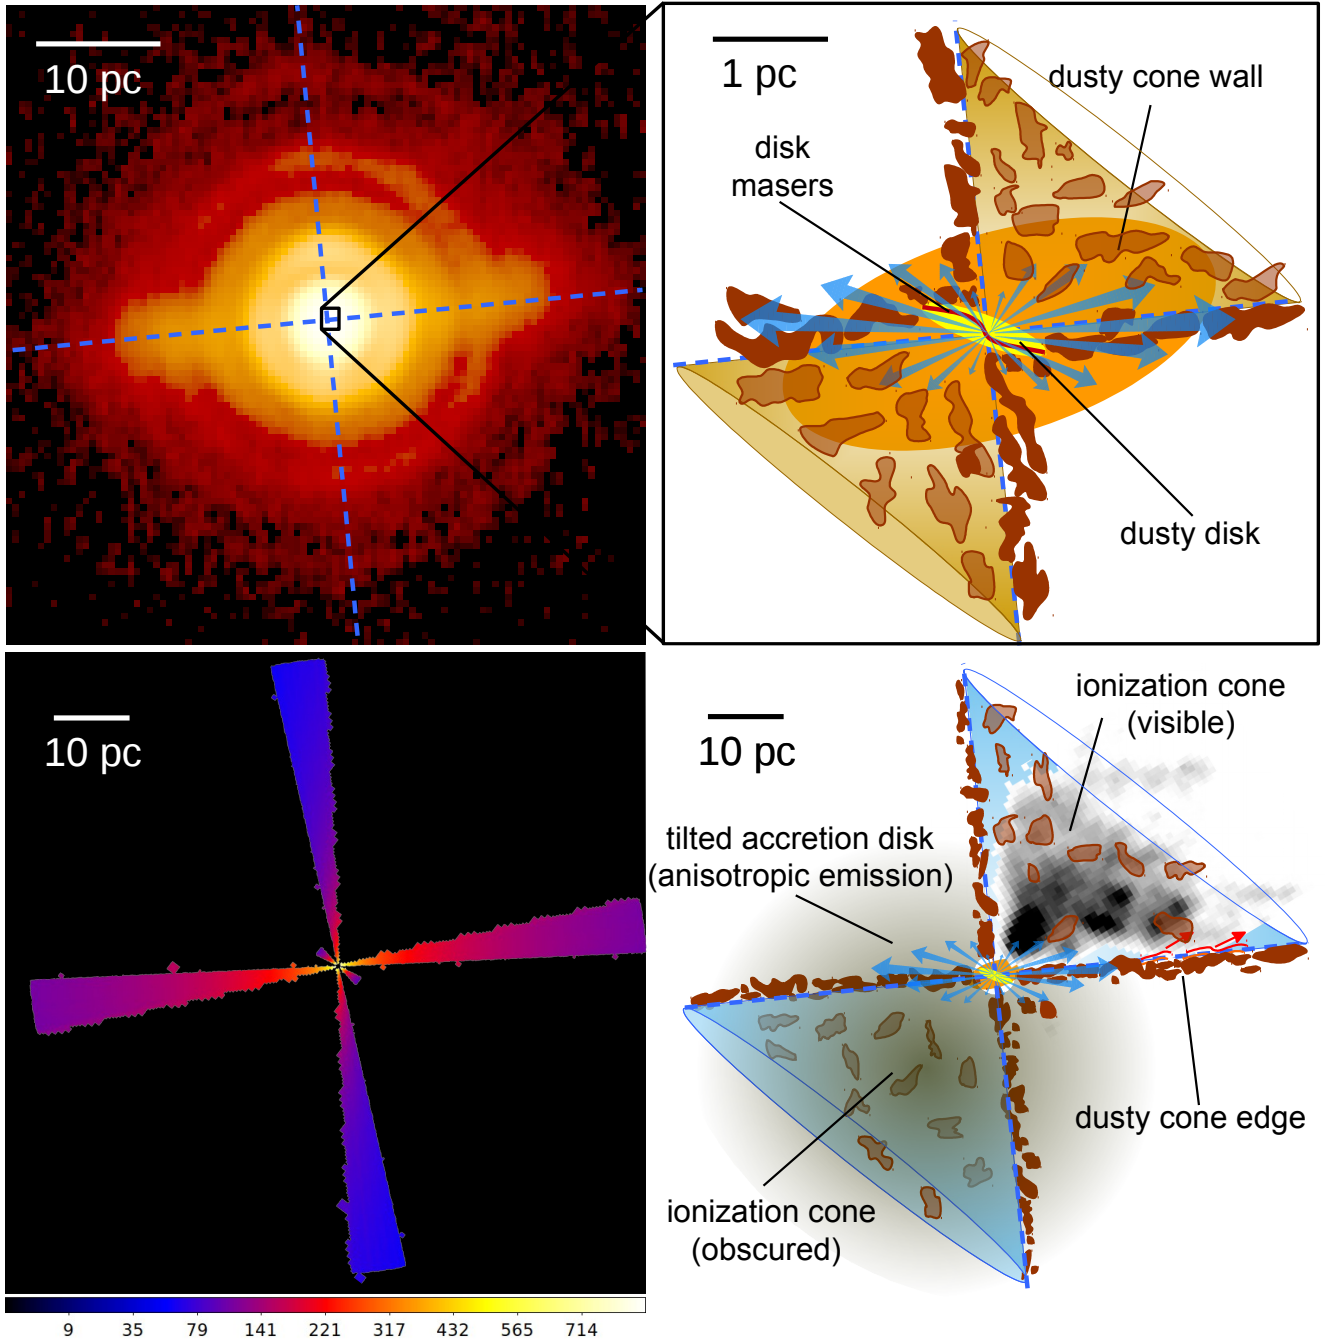 10 pc
1 pc
dusty cone wall
disk
masers
dusty disk
10 pc
10 pc
ionization cone
(visible)
tilted accretion disk
(anisotropic emission)
dusty cone edge
ionization cone
(obscured)
9 35 79 141 221 317 432 565 714